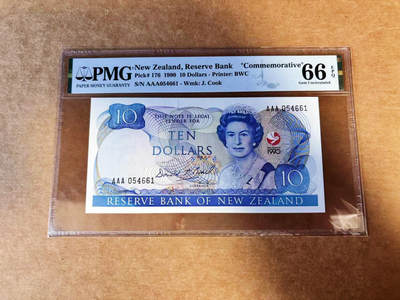 PMG
PAPER MONEY GUARANTY
New Zealand, Reserve Bank "Commemorative"
Pick# 176 1990 10 Dollars - Printer: BWC
S/N AAA054661 - Wmk: J. Cook
66 EPQ
Gem Uncirculated
10
THIS NOTE IS LEGAL
TENDER FOR
TEN
DOLLARS
AAA 054661
1990
AAA 054661
10
RESERVE BANK OF NEW ZEALAND